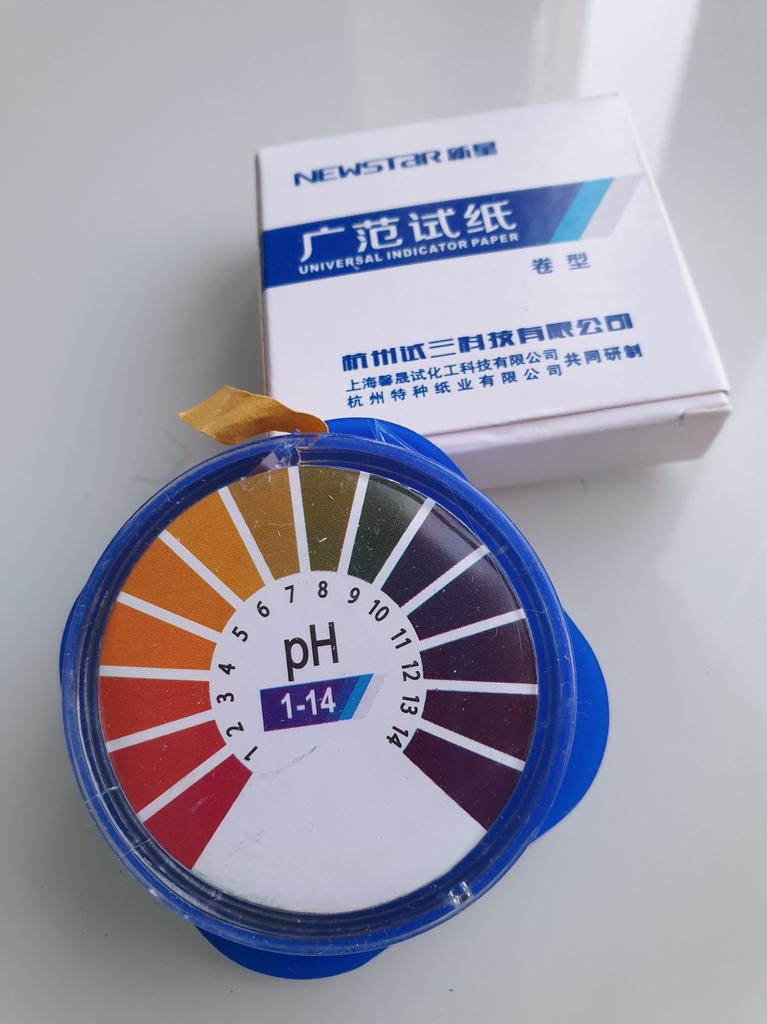 NEWSTAR 新星
广范试纸
UNIVERSAL INDICATOR PAPER
卷型
杭州试三科技有限公司
上海馨晟试化工科技有限公司
杭州特种纸业有限公司
共同研制
1 2 3 4 5 6 7 8 9 10 11 12 13 14
pH
1-14